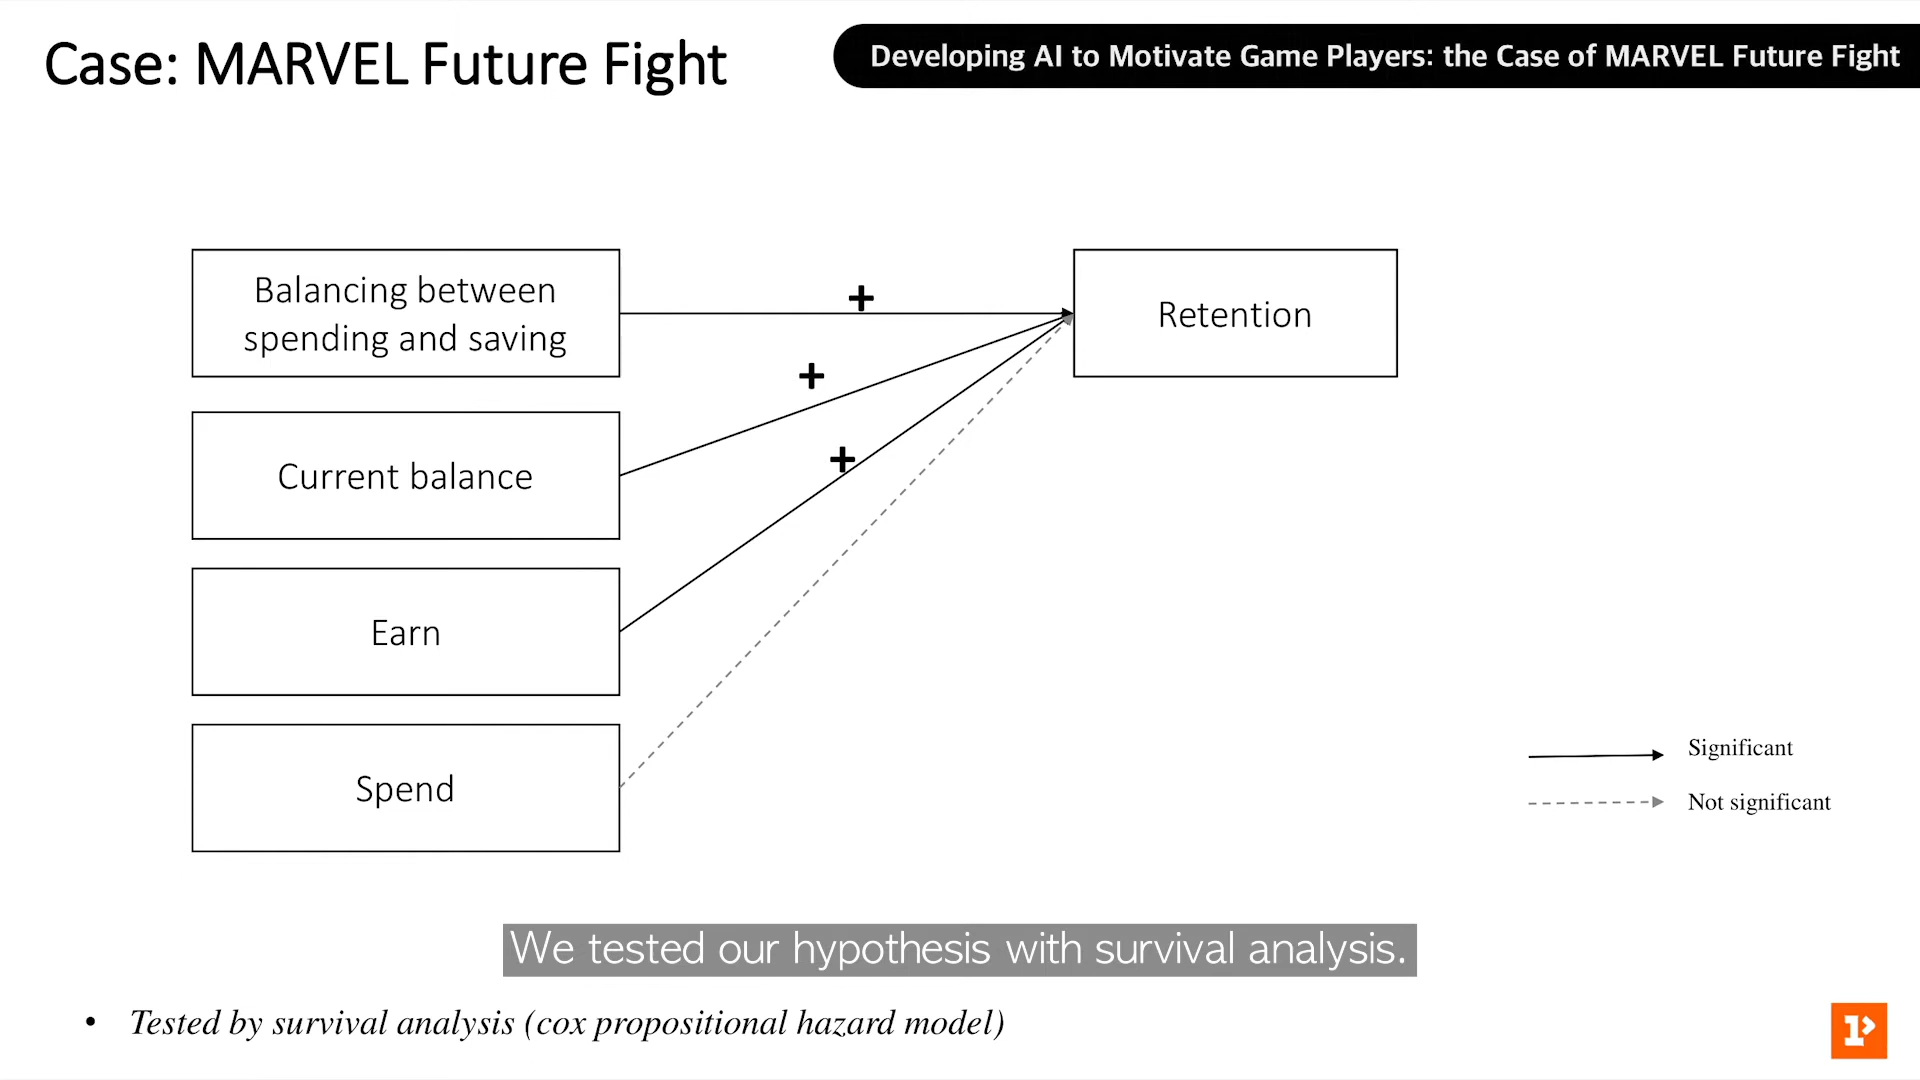 Case: MARVEL Future Fight
Developing AI to Motivate Game Players: the Case of MARVEL Future Fight
Balancing between
spending and saving
+
Retention
+
Current balance
+
Earn
Spend
Significant
Not significant
We tested our hypothesis with survival analysis.
• Tested by survival analysis (cox propositional hazard model)